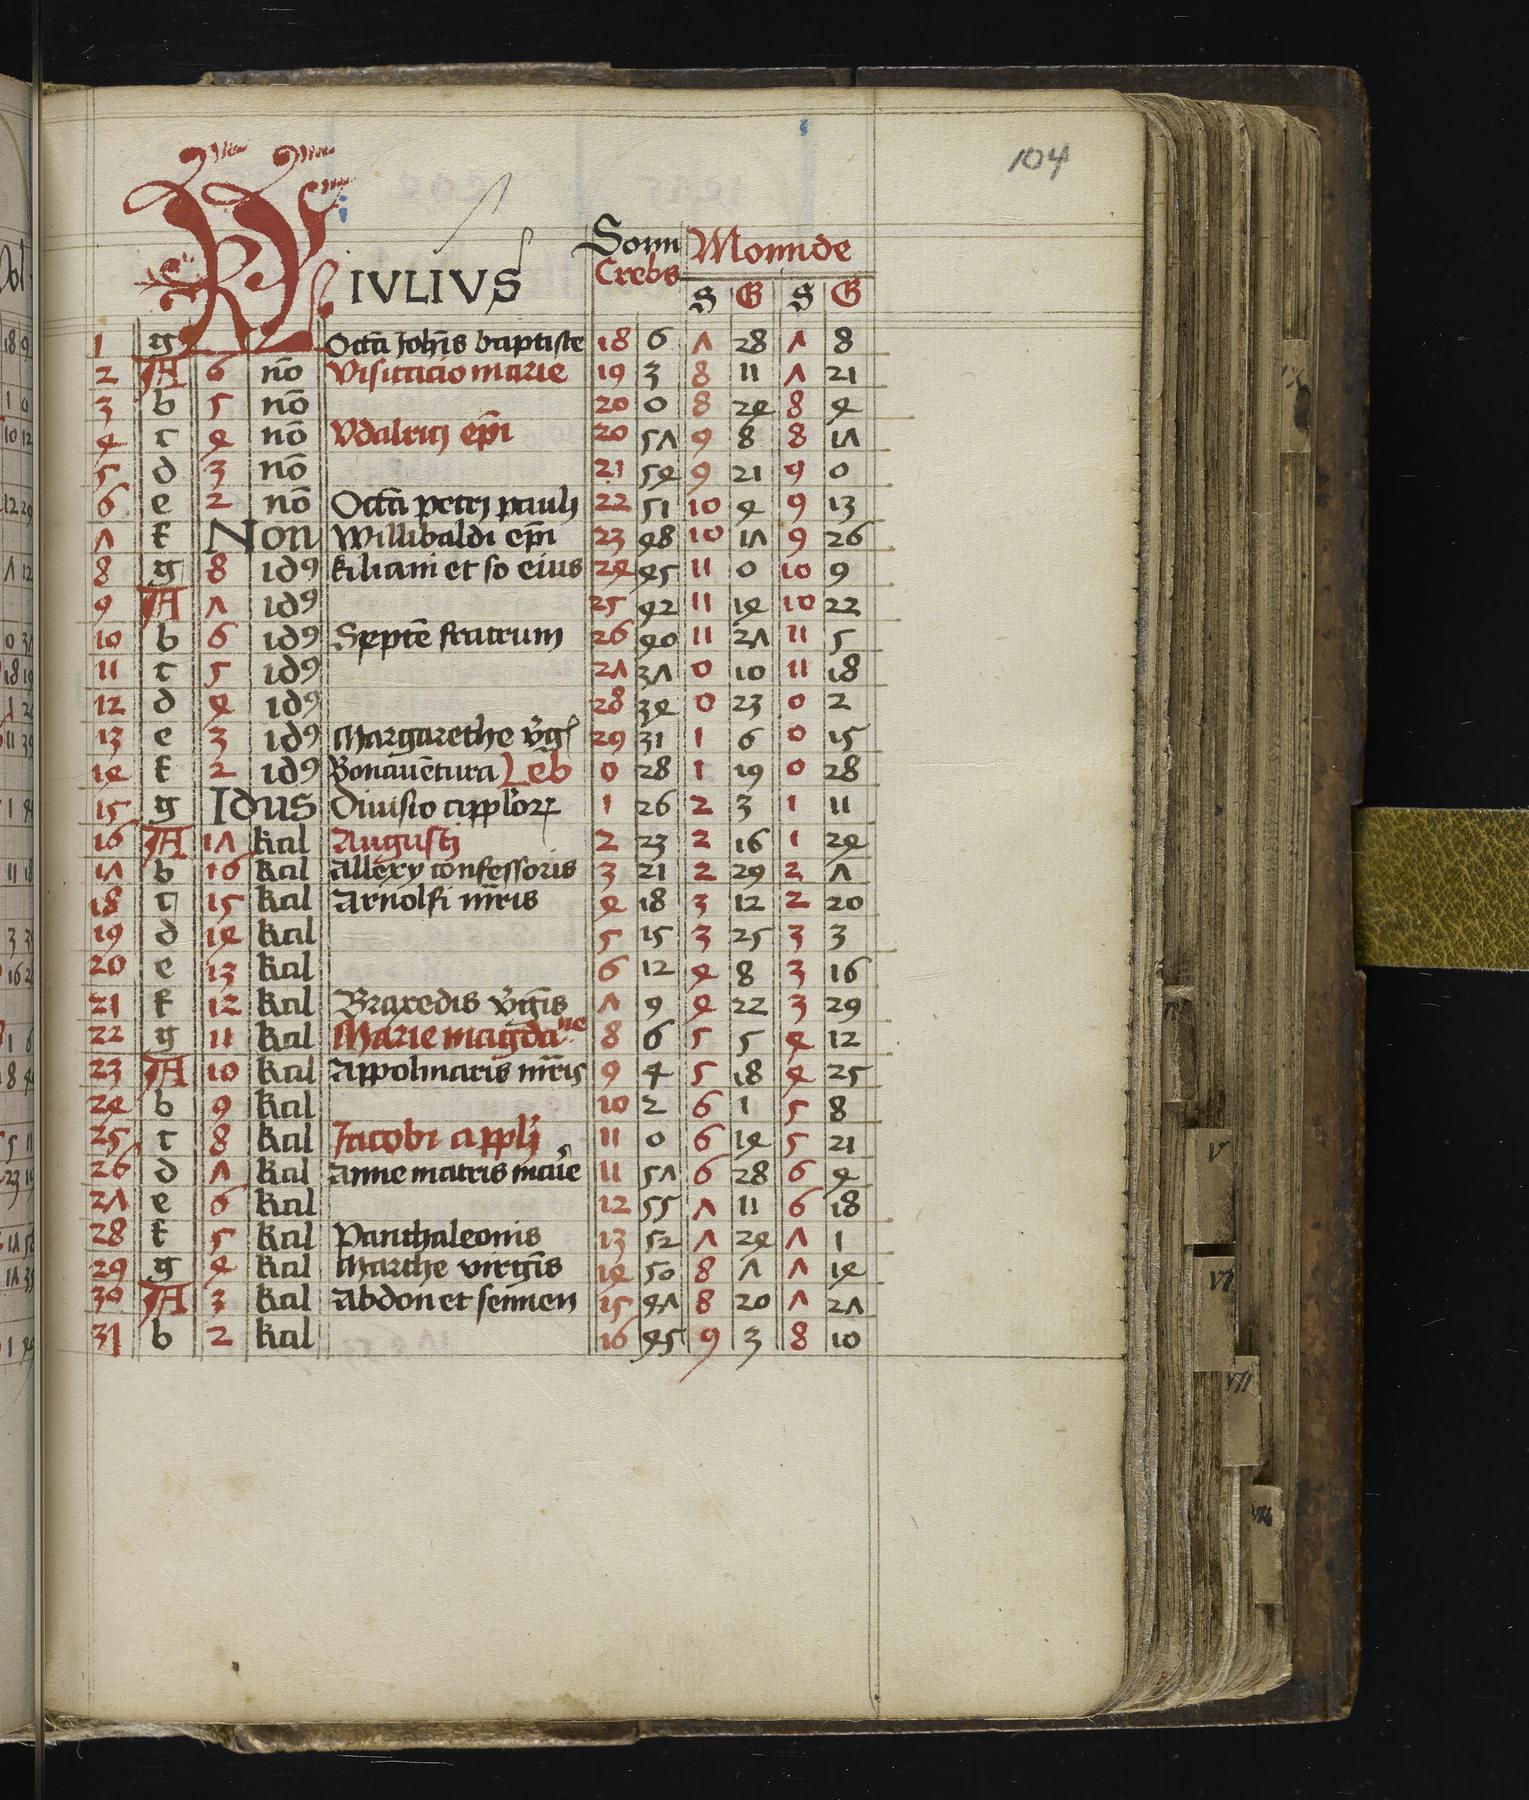 104
KL IVLIVS Sonn Monnde
Crebs S G S G
1 g Octa Johis baptiste 18 6 7 28 7 8
2 A 6 no Visitacio marie 19 3 8 11 7 21
3 b 5 no 20 0 8 24 8 4
4 c 4 no Vdalricj epi 20 57 9 8 8 17
5 d 3 no 21 54 9 21 9 0
6 e 2 no Octa petrj paulj 22 51 10 4 9 13
7 f Non Willibaldi epi 23 48 10 17 9 26
8 g 8 id9 kiliani et so eius 24 45 11 0 10 9
9 A 7 id9 25 42 11 14 10 22
10 b 6 id9 Septe fratrum 26 40 11 27 11 5
11 c 5 id9 27 37 0 10 11 18
12 d 4 id9 28 34 0 23 0 2
13 e 3 id9 Margarethe vgs 29 31 1 6 0 15
14 f 2 id9 Bonauetura Leb 0 28 1 19 0 28
15 g Idus Diuisio applor 1 26 2 3 1 11
16 A 17 kal Augustj 2 23 2 16 1 24
17 b 16 kal Allexy confessoris 3 21 2 29 2 7
18 c 15 kal Arnolfi mris 4 18 3 12 2 20
19 d 14 kal 5 15 3 25 3 3
20 e 13 kal 6 12 4 8 3 16
21 f 12 kal Braxedis vgis 7 9 4 22 3 29
22 g 11 kal Marie magdane 8 6 5 5 4 12
23 A 10 kal Appolinaris mris 9 4 5 18 4 25
24 b 9 kal 10 2 6 1 5 8
25 c 8 kal Jacobi applj 11 0 6 14 5 21
26 d 7 kal Anne matris marie 11 57 6 28 6 4
27 e 6 kal 12 55 7 11 6 18
28 f 5 kal Panthaleonis 13 52 7 24 7 1
29 g 4 kal Marthe virgis 14 50 8 7 7 14
30 A 3 kal Abdon et sennen 15 47 8 20 7 27
31 b 2 kal 16 45 9 3 8 10
V
VI
VII